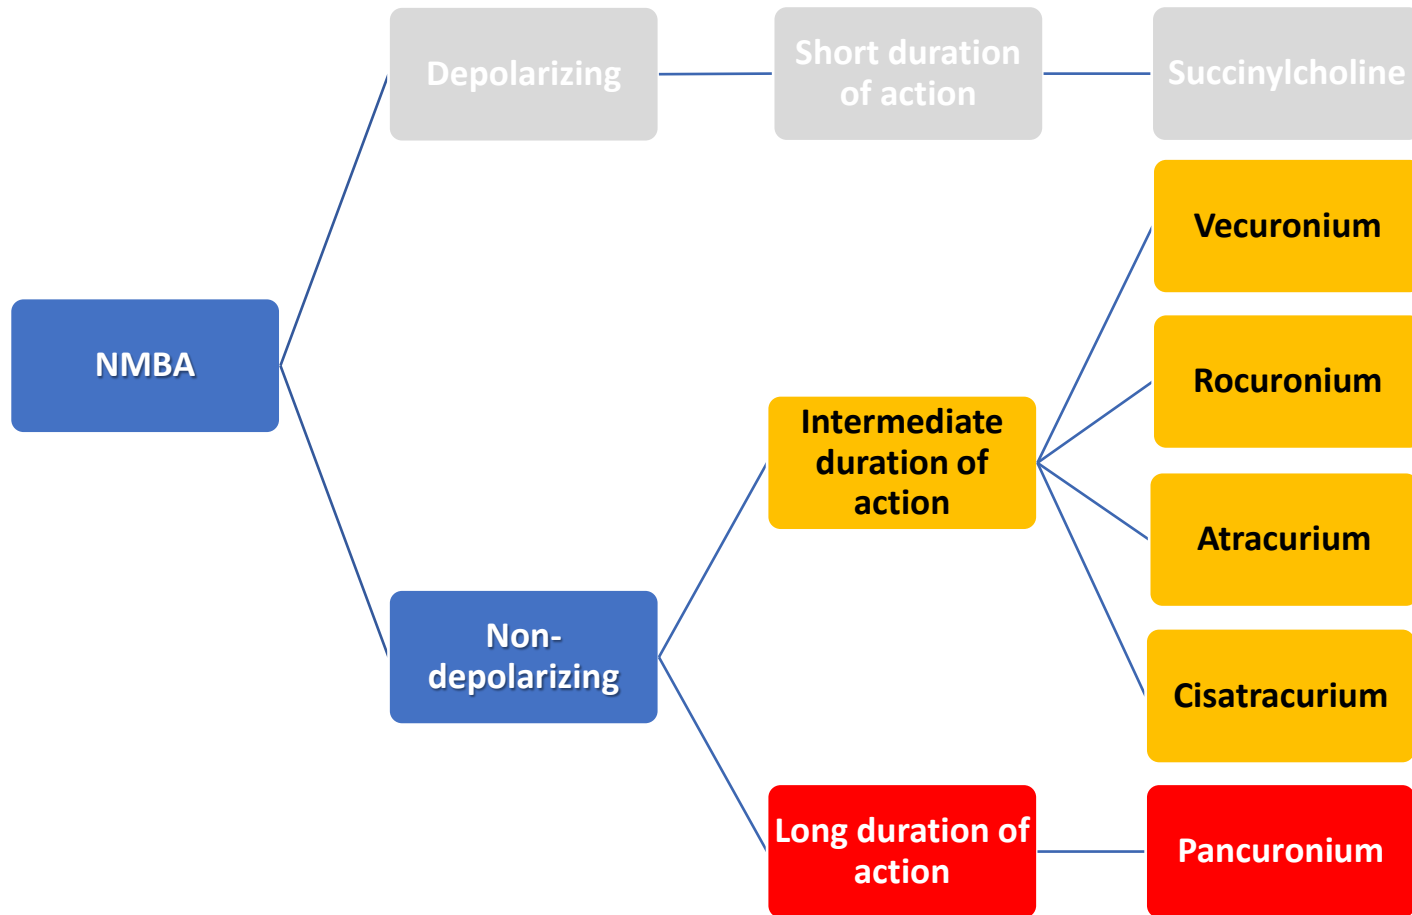 Depolarizing
Short duration
of action
Succinylcholine
Vecuronium
NMBA
Rocuronium
Intermediate
duration of
action
Atracurium
Non-
depolarizing
Cisatracurium
Long duration of
action
Pancuronium